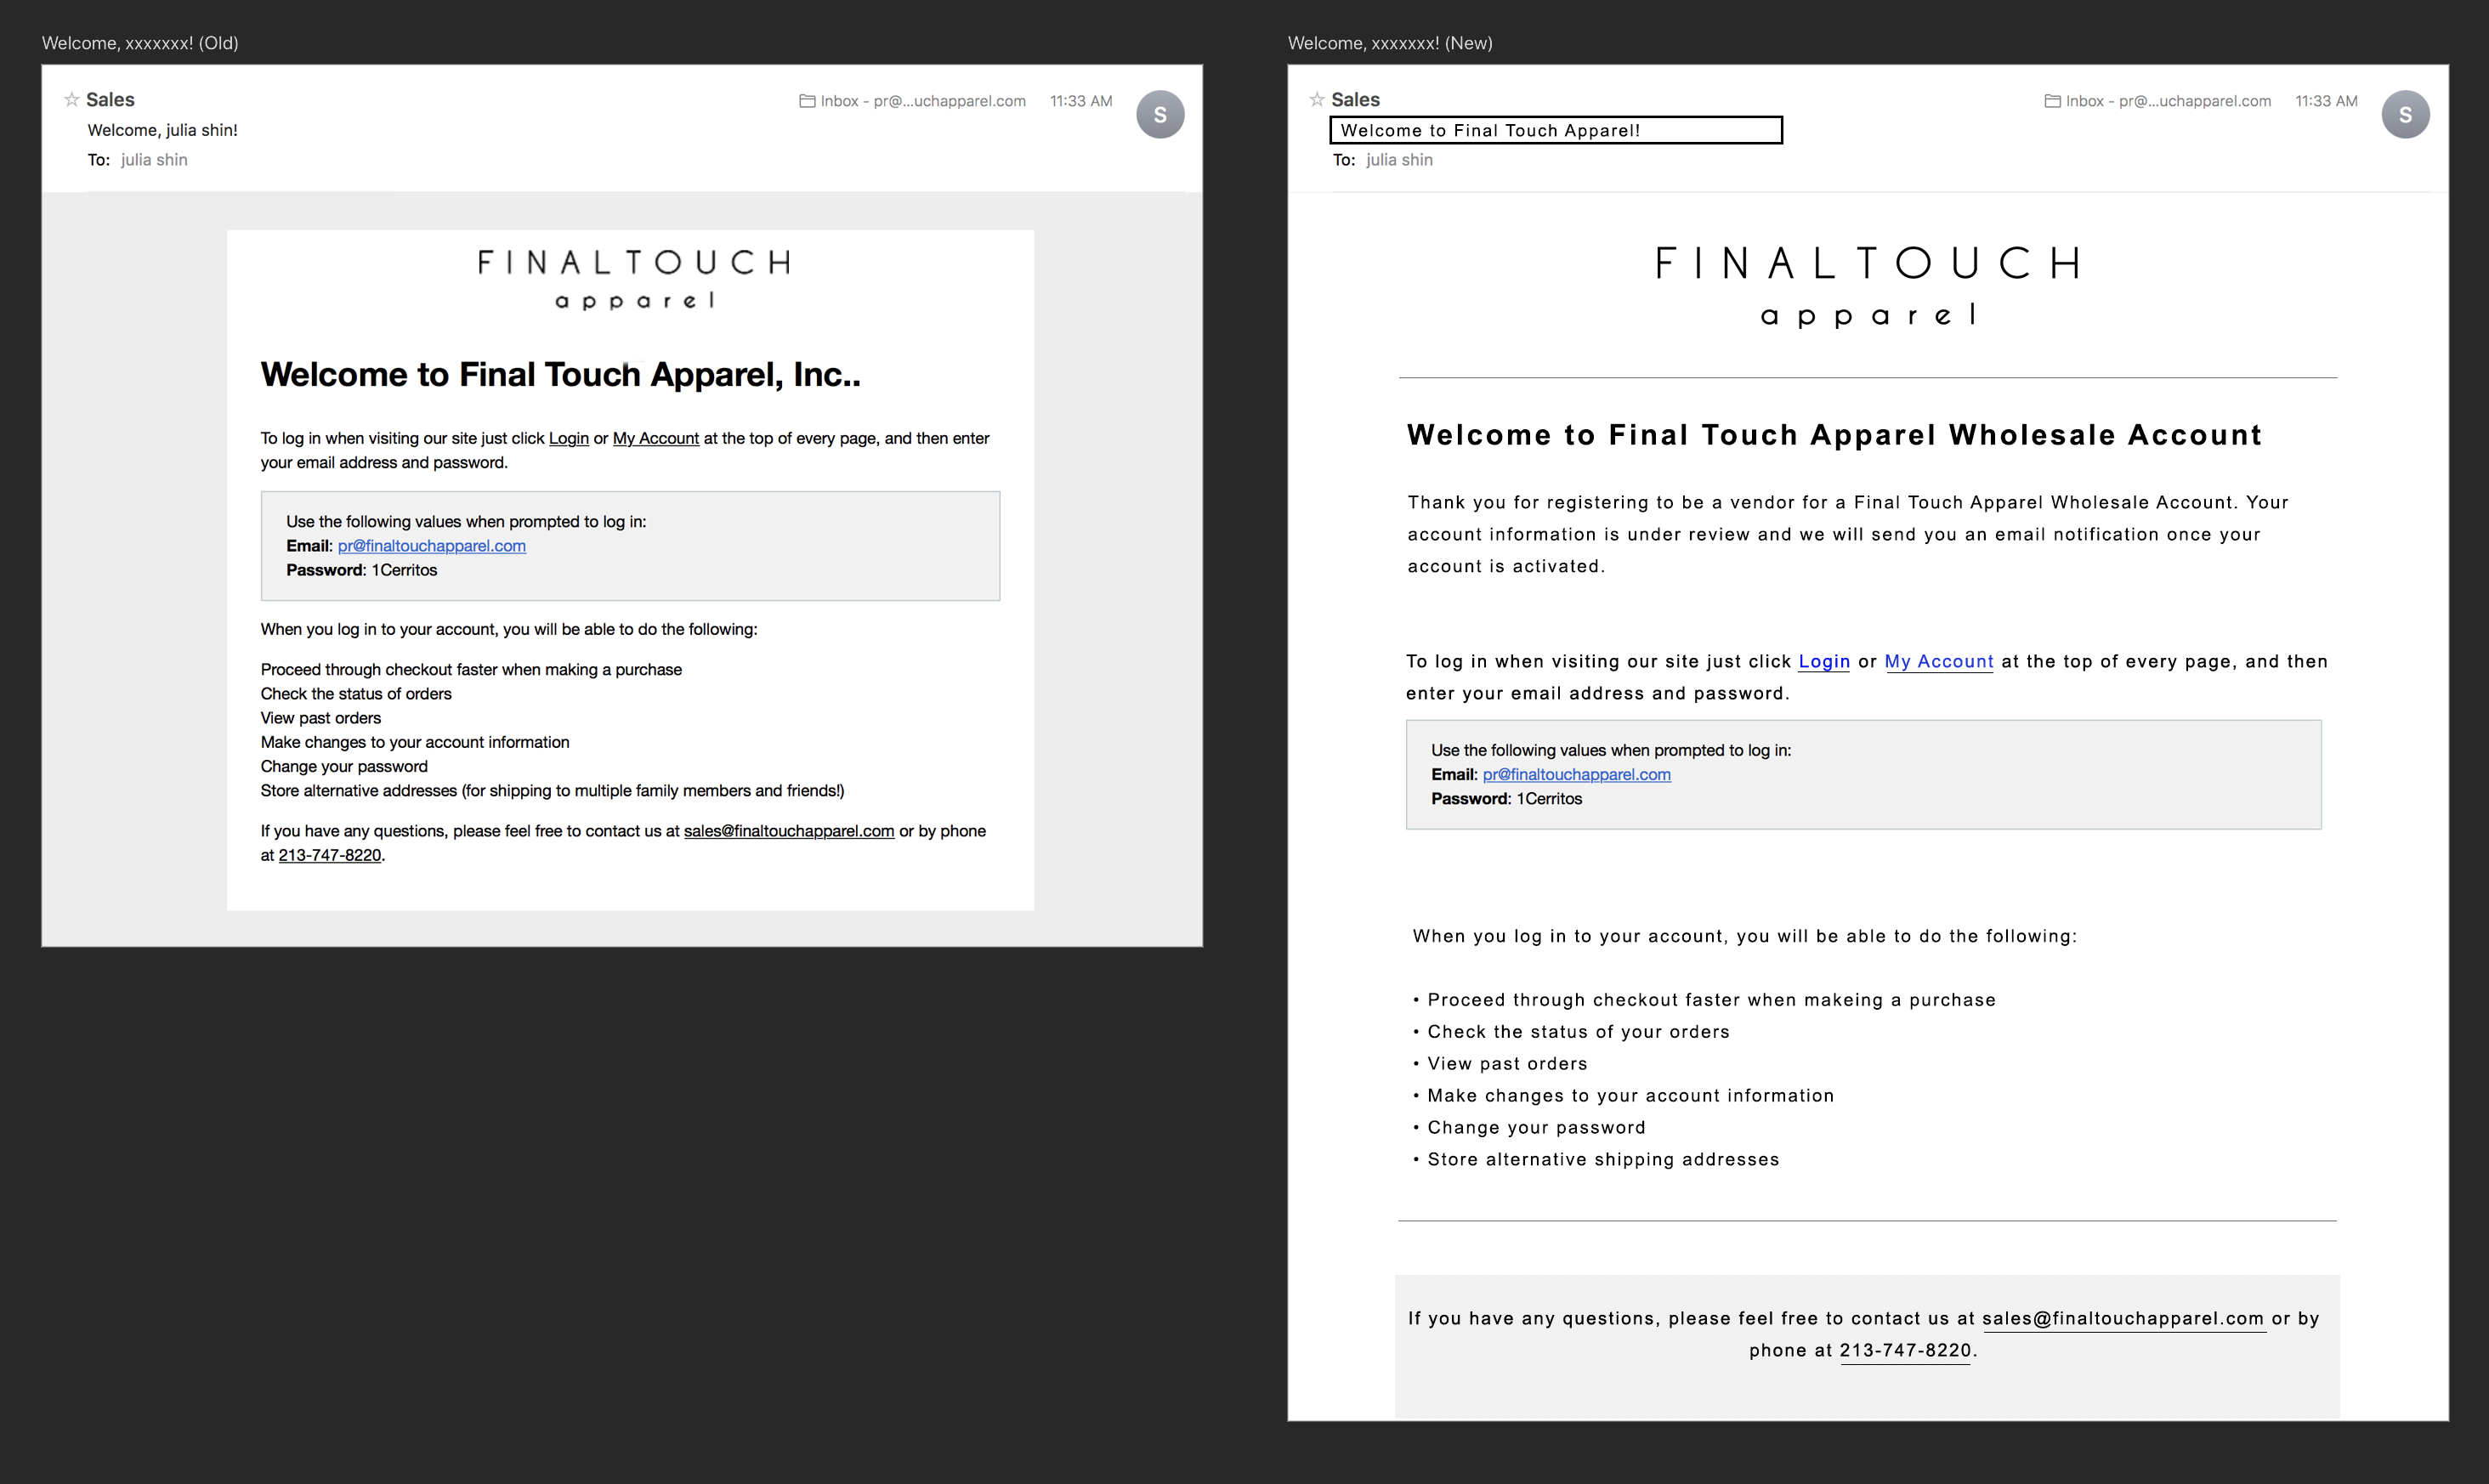 Welcome, xxxxxxx! (Old)
☆ Sales
Inbox - pr@...uchapparel.com 11:33 AM
S
Welcome, julia shin!
To: julia shin
FINALTOUCH
apparel
Welcome to Final Touch Apparel, Inc..
To log in when visiting our site just click Login or My Account at the top of every page, and then enter
your email address and password.
Use the following values when prompted to log in:
Email: pr@finaltouchapparel.com
Password: 1Cerritos
When you log in to your account, you will be able to do the following:
Proceed through checkout faster when making a purchase
Check the status of orders
View past orders
Make changes to your account information
Change your password
Store alternative addresses (for shipping to multiple family members and friends!)
If you have any questions, please feel free to contact us at sales@finaltouchapparel.com or by phone
at 213-747-8220.
Welcome, xxxxxxx! (New)
☆ Sales
Inbox - pr@...uchapparel.com 11:33 AM
S
Welcome to Final Touch Apparel!
To: julia shin
FINALTOUCH
apparel
Welcome to Final Touch Apparel Wholesale Account
Thank you for registering to be a vendor for a Final Touch Apparel Wholesale Account. Your
account information is under review and we will send you an email notification once your
account is activated.
To log in when visiting our site just click Login or My Account at the top of every page, and then
enter your email address and password.
Use the following values when prompted to log in:
Email: pr@finaltouchapparel.com
Password: 1Cerritos
When you log in to your account, you will be able to do the following:
• Proceed through checkout faster when makeing a purchase
• Check the status of your orders
• View past orders
• Make changes to your account information
• Change your password
• Store alternative shipping addresses
If you have any questions, please feel free to contact us at sales@finaltouchapparel.com or by
phone at 213-747-8220.